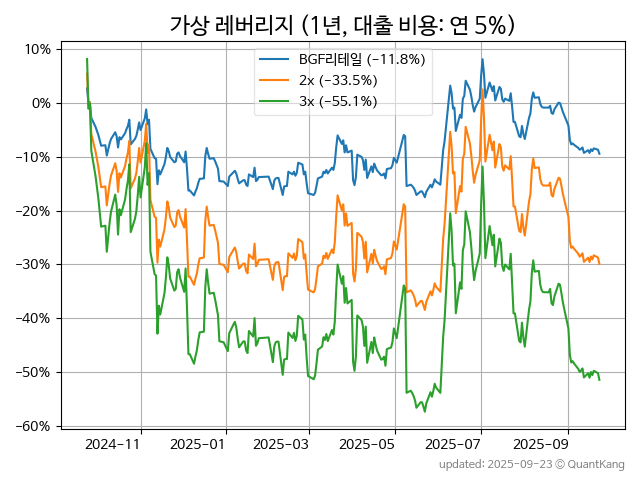 가상 레버리지 (1년, 대출 비용: 연 5%)
BGF리테일 (−11.8%)
2x (−33.5%)
3x (−55.1%)
10%
0%
−10%
−20%
−30%
−40%
−50%
−60%
2024-11 2025-01 2025-03 2025-05 2025-07 2025-09
updated: 2025-09-23 © QuantKang